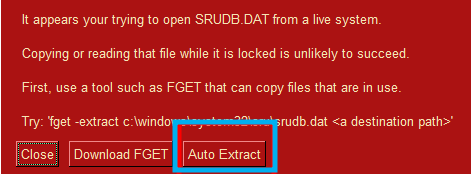 It appears your trying to open SRUDB.DAT from a live system.
Copying or reading that file while it is locked is unlikely to succeed.
First, use a tool such as FGET that can copy files that are in use.
Try: 'fget -extract c:\windows\system32\sru\srudb.dat <a destination path>'
Close Download FGET Auto Extract